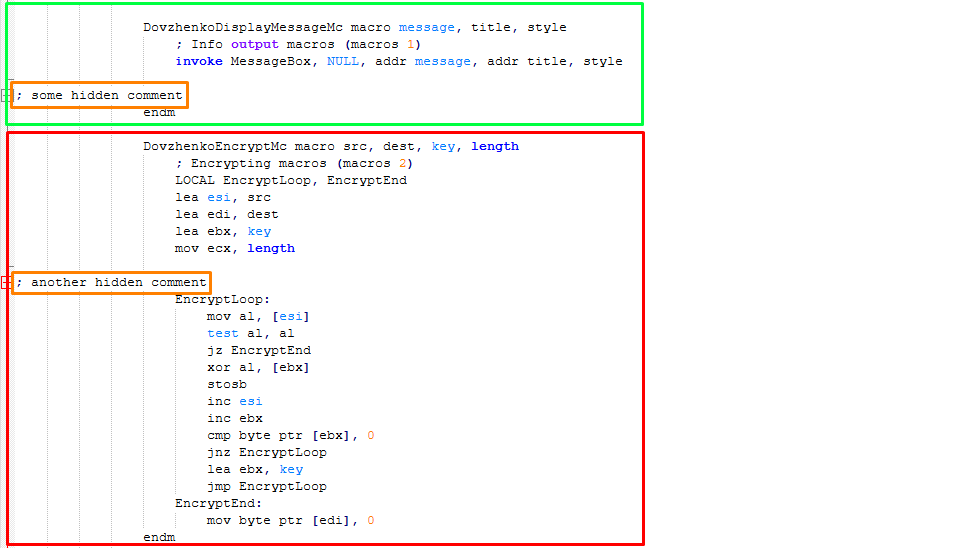 DovzhenkoDisplayMessageMc macro message, title, style
; Info output macros (macros 1)
invoke MessageBox, NULL, addr message, addr title, style
; some hidden comment
endm
DovzhenkoEncryptMc macro src, dest, key, length
; Encrypting macros (macros 2)
LOCAL EncryptLoop, EncryptEnd
lea esi, src
lea edi, dest
lea ebx, key
mov ecx, length
; another hidden comment
EncryptLoop:
mov al, [esi]
test al, al
jz EncryptEnd
xor al, [ebx]
stosb
inc esi
inc ebx
cmp byte ptr [ebx], 0
jnz EncryptLoop
lea ebx, key
jmp EncryptLoop
EncryptEnd:
mov byte ptr [edi], 0
endm